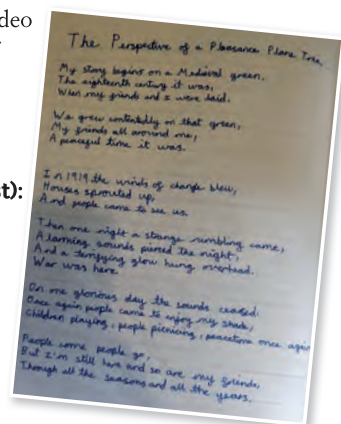 deo
st):
The Perspective of a Pleasance Plane Tree
My story begins on a Medieval green,
The eighteenth century it was,
When my friends and I were laid.
We grew contentedly on that green,
My friends all around me,
A peaceful time it was.
In 1919 the winds of change blew,
Houses sprouted up,
And people came to see us.
Then one night a strange rumbling came,
Alarming sounds pierced the night,
And a terrifying glow hung overhead.
War was here.
On one glorious day the sounds ceased.
Once again people came to enjoy my shade,
Children playing, people picnicing, peacetime once again
People come people go,
But I'm still here and so are my friends,
Through all the seasons and all the years.